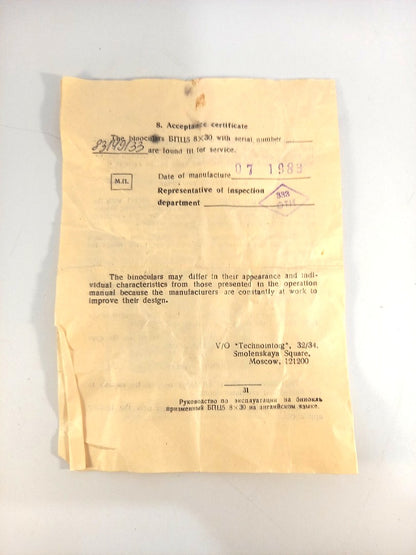 8. Acceptance certificate
The binoculars БПЦ5 8×30 with serial number
83149133 are found fit for service.
М.П.
Date of manufacture 07 1983
Representative of inspection
department
333
ОТК
The binoculars may differ in their appearance and indi-
vidual characteristics from those presented in the operation
manual because the manufacturers are constantly at work to
improve their design.
V/O "Technointorg", 32/34,
Smolenskaya Square,
Moscow, 121200
31
Руководство по эксплуатации на бинокль
призменный БПЦ5 8×30 на английском языке.